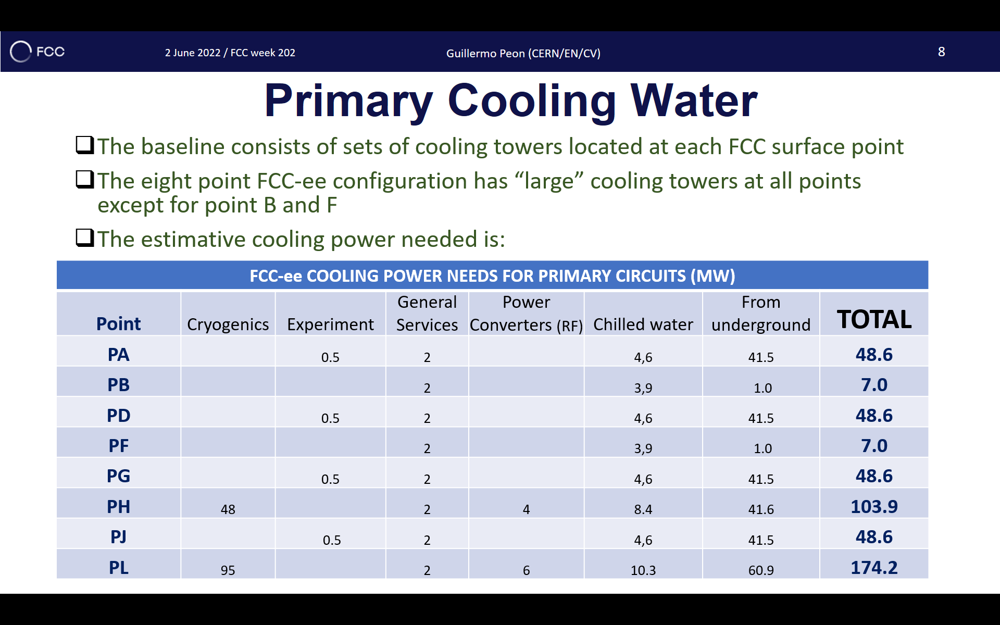 FCC
2 June 2022 / FCC week 202
Guillermo Peon (CERN/EN/CV)
8
Primary Cooling Water
The baseline consists of sets of cooling towers located at each FCC surface point
The eight point FCC-ee configuration has “large” cooling towers at all points
except for point B and F
The estimative cooling power needed is:
FCC-ee COOLING POWER NEEDS FOR PRIMARY CIRCUITS (MW)
Point Cryogenics Experiment General Services Power Converters (RF) Chilled water From underground TOTAL
PA 0.5 2 4,6 41.5 48.6
PB 2 3,9 1.0 7.0
PD 0.5 2 4,6 41.5 48.6
PF 2 3,9 1.0 7.0
PG 0.5 2 4,6 41.5 48.6
PH 48 2 4 8.4 41.6 103.9
PJ 0.5 2 4,6 41.5 48.6
PL 95 2 6 10.3 60.9 174.2